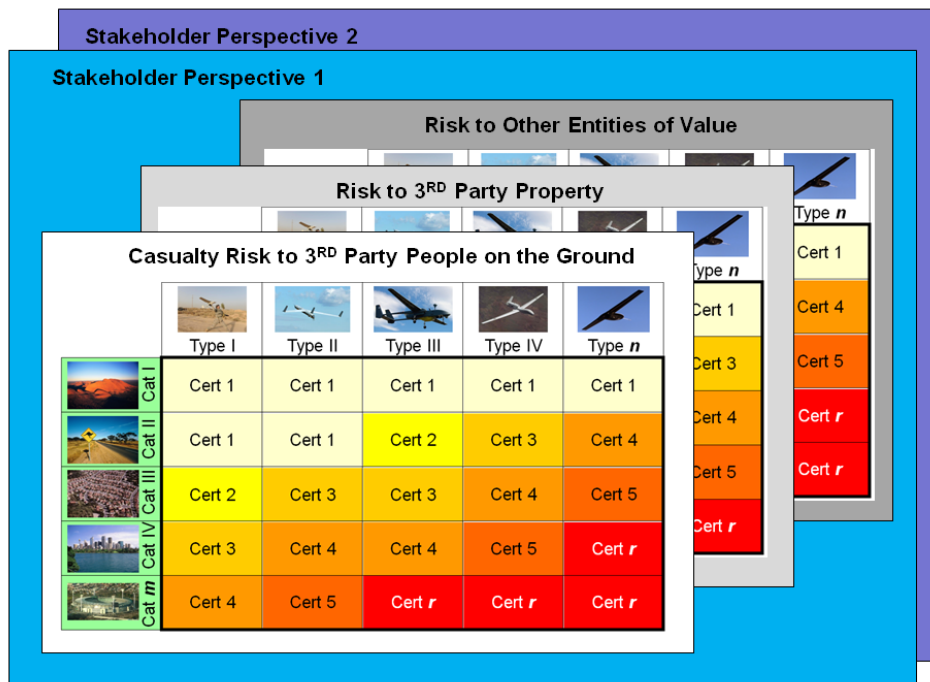 Stakeholder Perspective 2
Stakeholder Perspective 1
Risk to Other Entities of Value
Type n
Cert 1
Cert 4
Cert 5
Cert r
Cert r
Risk to 3RD Party Property
Type n
Cert 1
Cert 3
Cert 4
Cert 5
Cert r
Casualty Risk to 3RD Party People on the Ground
Type I Type II Type III Type IV Type n
Cat I Cert 1 Cert 1 Cert 1 Cert 1 Cert 1
Cat II Cert 1 Cert 1 Cert 2 Cert 3 Cert 4
Cat III Cert 2 Cert 3 Cert 3 Cert 4 Cert 5
Cat IV Cert 3 Cert 4 Cert 4 Cert 5 Cert r
Cat m Cert 4 Cert 5 Cert r Cert r Cert r